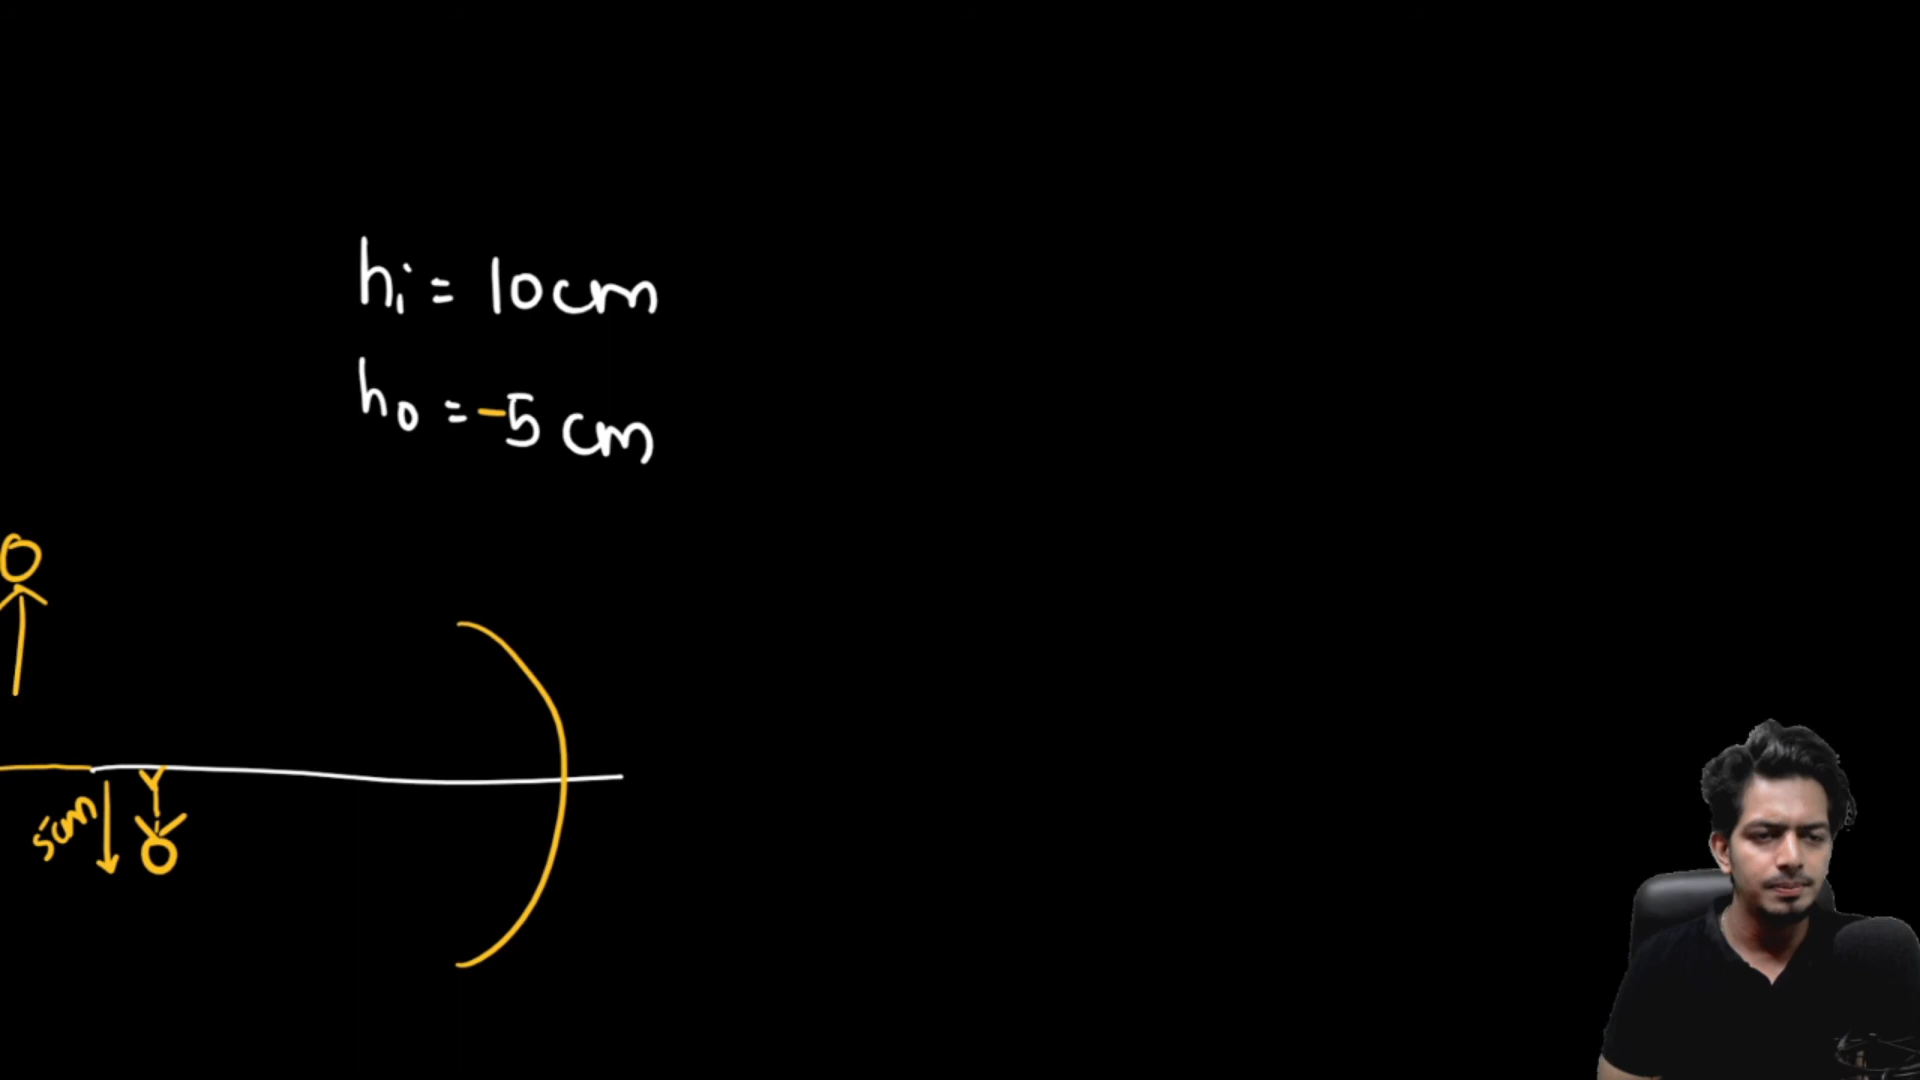 hi = 10cm
ho = -5 cm
5cm